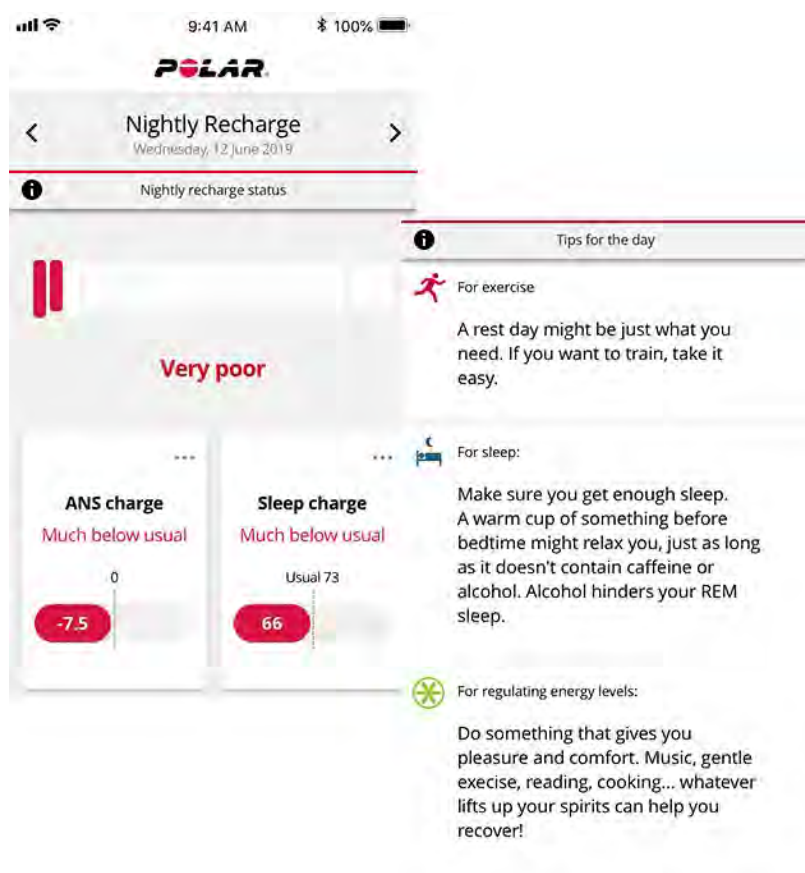 9:41 AM
100%
POLAR
Nightly Recharge
Wednesday, 12 June 2019
Nightly recharge status
Very poor
ANS charge
Much below usual
0
-7.5
Sleep charge
Much below usual
Usual 73
66
Tips for the day
For exercise
A rest day might be just what you
need. If you want to train, take it
easy.
For sleep:
Make sure you get enough sleep.
A warm cup of something before
bedtime might relax you, just as long
as it doesn't contain caffeine or
alcohol. Alcohol hinders your REM
sleep.
For regulating energy levels:
Do something that gives you
pleasure and comfort. Music, gentle
execise, reading, cooking... whatever
lifts up your spirits can help you
recover!